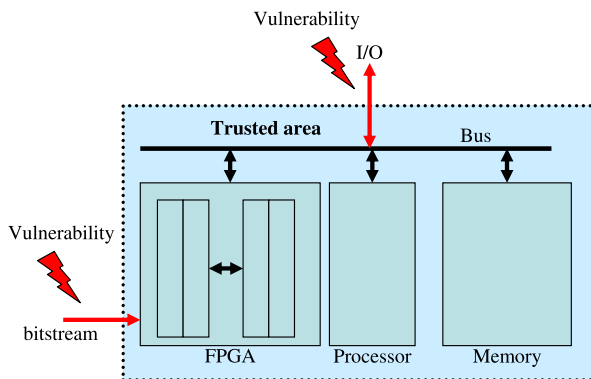 Vulnerability
I/O
Trusted area
Bus
Vulnerability
bitstream
FPGA
Processor
Memory